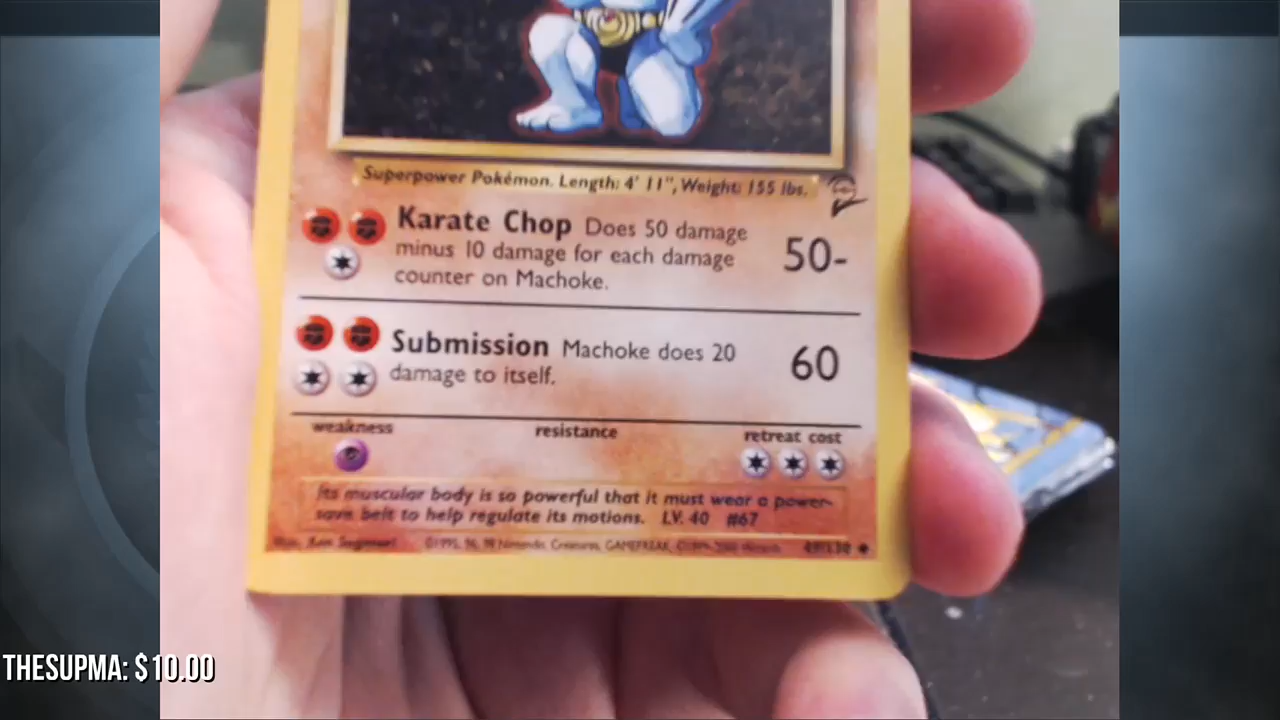 Superpower Pokémon. Length: 4' 11", Weight: 155 lbs.
Karate Chop Does 50 damage
minus 10 damage for each damage
counter on Machoke.
50-
Submission Machoke does 20
damage to itself.
60
weakness
resistance
retreat cost
Its muscular body is so powerful that it must wear a power-
save belt to help regulate its motions. LV. 40 #67
Nintendo, Creatures, GAMEFREAK,
THESUPMA: $10.00